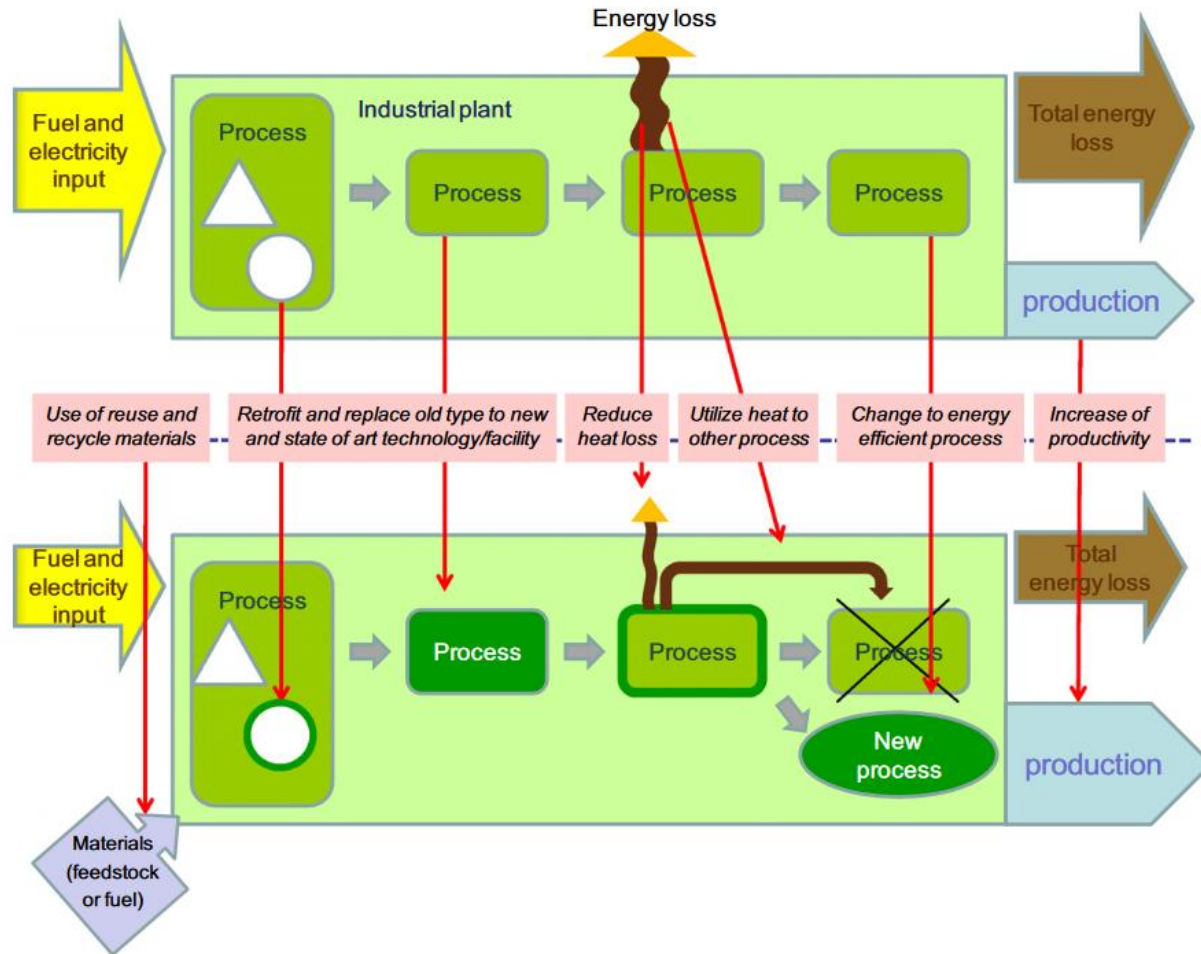 Energy loss
Fuel and
electricity
input
Industrial plant
Process
Process
Process
Process
Total energy
loss
production
Use of reuse and
recycle materials
Retrofit and replace old type to new
and state of art technology/facility
Reduce
heat loss
Utilize heat to
other process
Change to energy
efficient process
Increase of
productivity
Fuel and
electricity
input
Process
Process
Process
Process
New
process
Total
energy loss
production
Materials
(feedstock
or fuel)